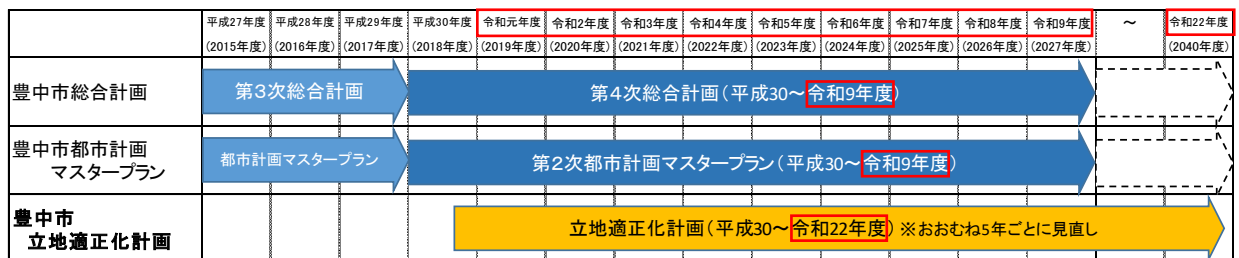 平成27年度 平成28年度 平成29年度 平成30年度 令和元年度 令和2年度 令和3年度 令和4年度 令和5年度 令和6年度 令和7年度 令和8年度 令和9年度 ～ 令和22年度
(2015年度) (2016年度) (2017年度) (2018年度) (2019年度) (2020年度) (2021年度) (2022年度) (2023年度) (2024年度) (2025年度) (2026年度) (2027年度) (2040年度)
豊中市総合計画 第3次総合計画 第4次総合計画(平成30～令和9年度)
豊中市都市計画
マスタープラン 都市計画マスタープラン 第2次都市計画マスタープラン(平成30～令和9年度)
豊中市
立地適正化計画 立地適正化計画(平成30～令和22年度)※おおむね5年ごとに見直し